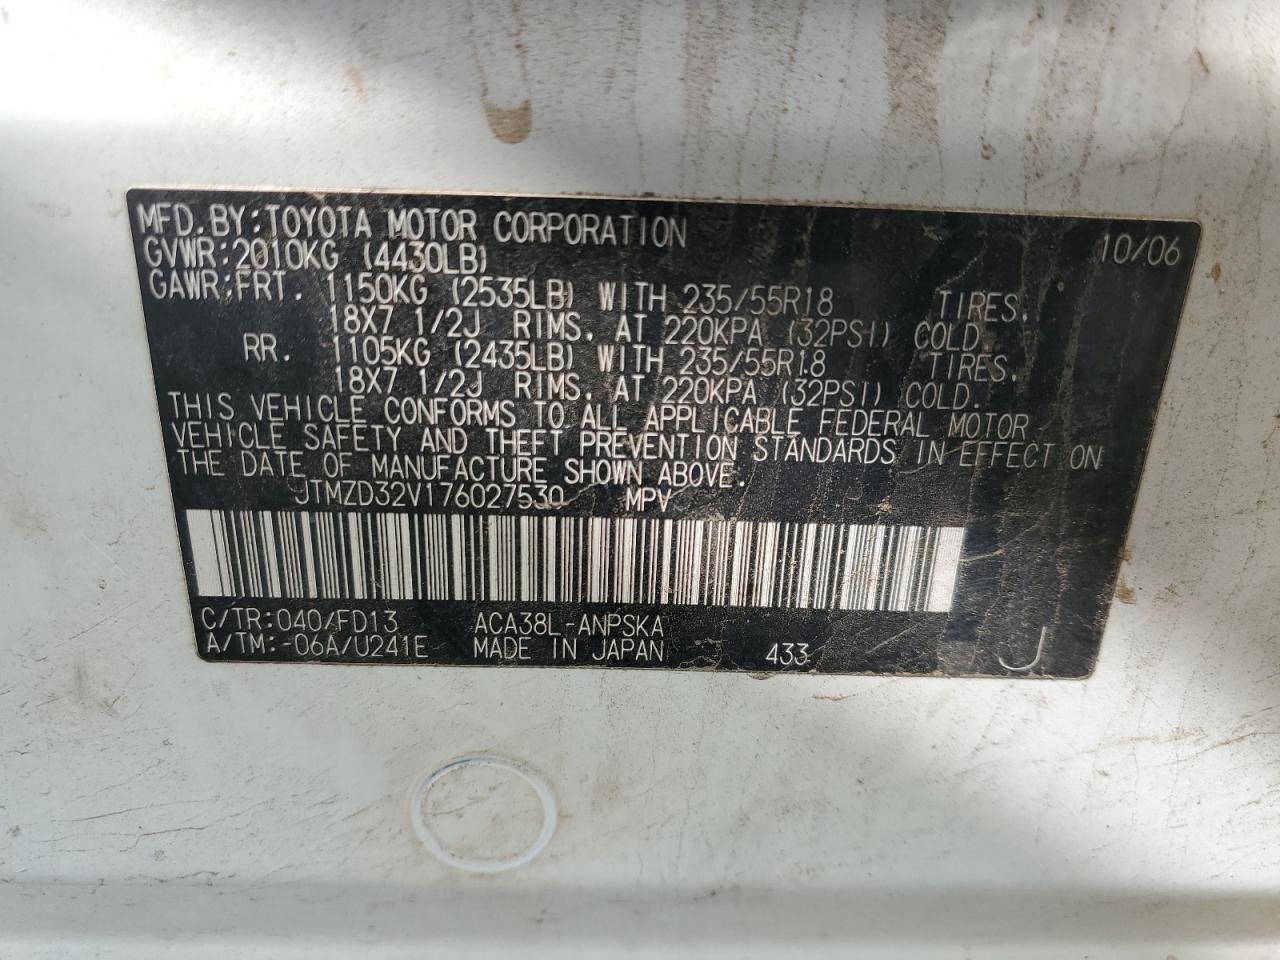 MFD.BY:TOYOTA MOTOR CORPORATION 10/06
GVWR:2010KG (4430LB)
GAWR:FRT. 1150KG (2535LB) WITH 235/55R18 TIRES,
18X7 1/2J RIMS, AT 220KPA (32PSI) COLD.
RR. 1105KG (2435LB) WITH 235/55R18 TIRES,
18X7 1/2J RIMS, AT 220KPA (32PSI) COLD.
THIS VEHICLE CONFORMS TO ALL APPLICABLE FEDERAL MOTOR
VEHICLE SAFETY AND THEFT PREVENTION STANDARDS IN EFFECT ON
THE DATE OF MANUFACTURE SHOWN ABOVE.
JTMZD32V176027530 MPV
C/TR:040/FD13 ACA38L-ANPSKA
A/TM:-06A/U241E MADE IN JAPAN 433 J